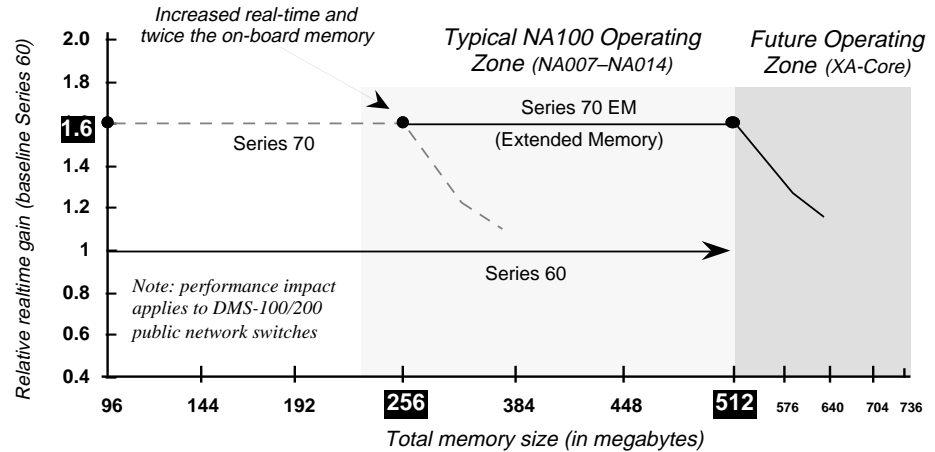 Increased real-time and
twice the on-board memory
Typical NA100 Operating
Zone (NA007–NA014)
Future Operating
Zone (XA-Core)
Relative realtime gain (baseline Series 60)
2.0
1.8
1.6
1.4
1.2
1
0.8
0.6
0.4
Series 70
Series 70 EM
(Extended Memory)
Series 60
Note: performance impact
applies to DMS-100/200
public network switches
96 144 192 256 384 448 512 576 640 704 736
Total memory size (in megabytes)